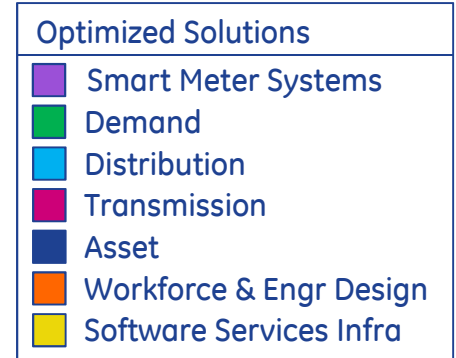 Optimized Solutions
Smart Meter Systems
Demand
Distribution
Transmission
Asset
Workforce & Engr Design
Software Services Infra